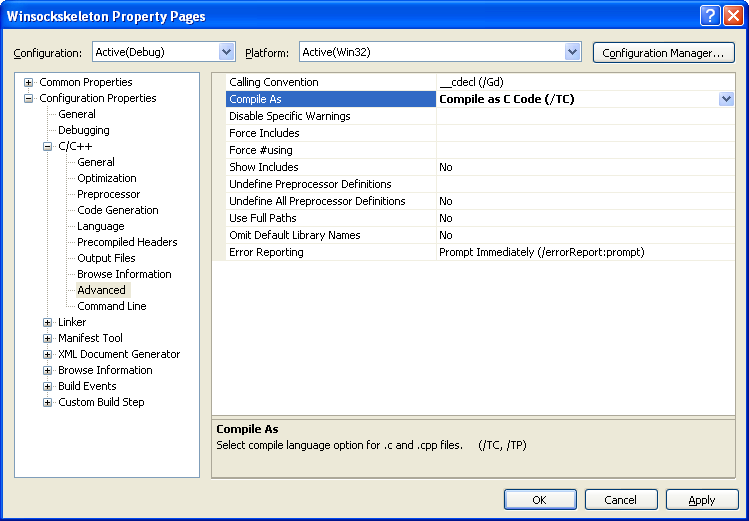 Winsockskeleton Property Pages
Configuration: Active(Debug) Platform: Active(Win32) Configuration Manager...
Common Properties
Configuration Properties
General
Debugging
C/C++
General
Optimization
Preprocessor
Code Generation
Language
Precompiled Headers
Output Files
Browse Information
Advanced
Command Line
Linker
Manifest Tool
XML Document Generator
Browse Information
Build Events
Custom Build Step
Calling Convention __cdecl (/Gd)
Compile As Compile as C Code (/TC)
Disable Specific Warnings
Force Includes
Force #using
Show Includes No
Undefine Preprocessor Definitions
Undefine All Preprocessor Definitions No
Use Full Paths No
Omit Default Library Names No
Error Reporting Prompt Immediately (/errorReport:prompt)
Compile As
Select compile language option for .c and .cpp files. (/TC, /TP)
OK Cancel Apply